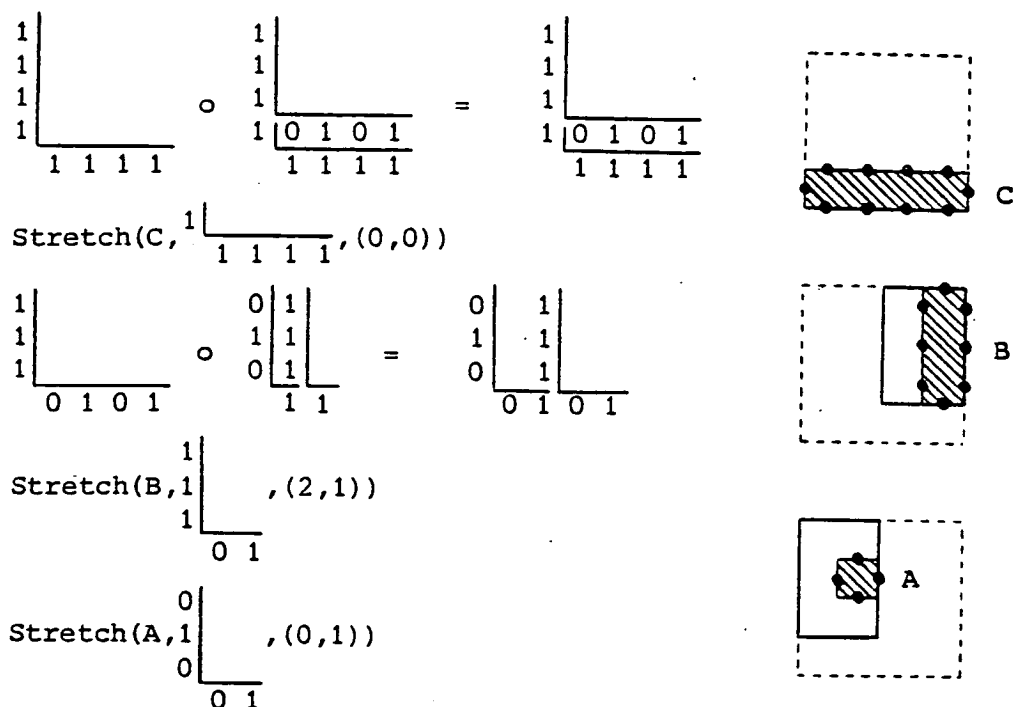 1 1 1
1 1 1
1 1 1
o =
1 1 0 1 0 1 1 0 1 0 1
1 1 1 1 1 1 1 1 1 1 1 1
C
Stretch(C, 1 1 1 1 1 ,(0,0))
1 0 1 0 1
1 1 1 1 1
o =
1 0 1 0 1
0 1 0 1 1 1 0 1 0 1
B
1
Stretch(B,1 ,(2,1))
1
0 1
A
0
Stretch(A,1 ,(0,1))
0
0 1